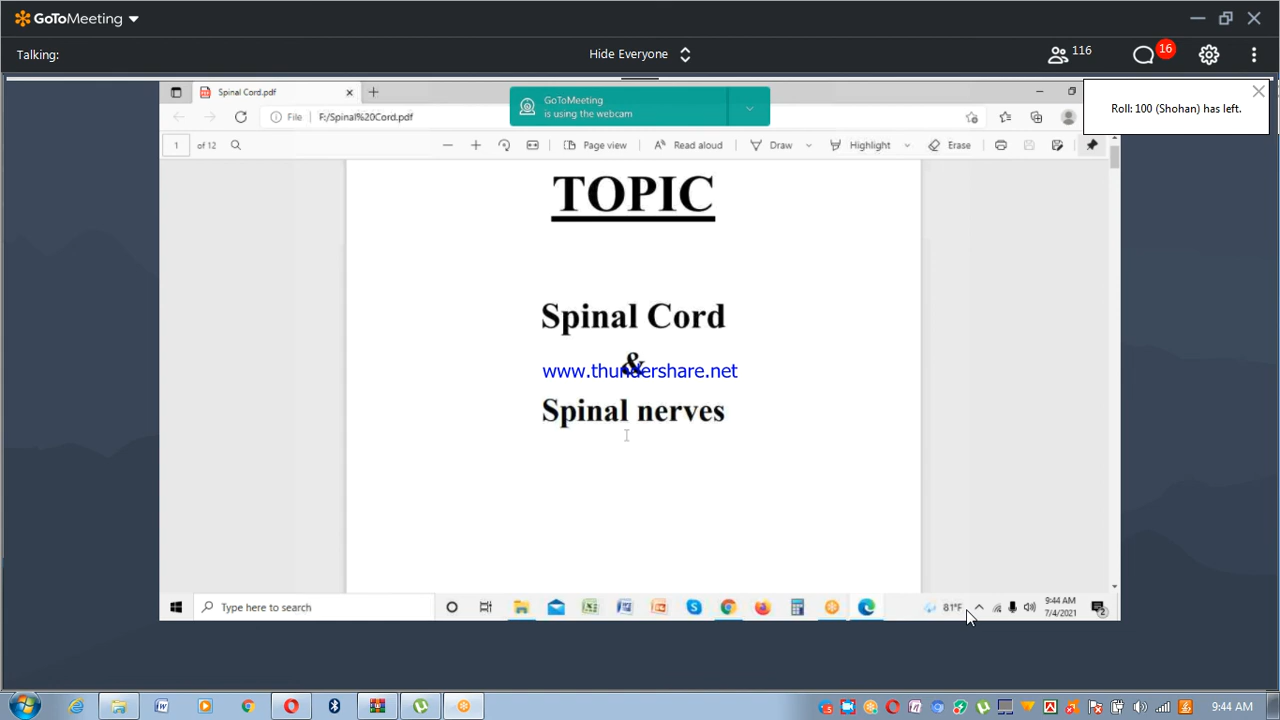 GoToMeeting
Talking:
Hide Everyone
116
16
Roll: 100 (Shohan) has left.
Spinal Cord.pdf
GoToMeeting
is using the webcam
File
F:/Spinal%20Cord.pdf
1 of 12
Page view
Read aloud
Draw
Highlight
Erase
TOPIC
Spinal Cord
&
www.thundershare.net
Spinal nerves
Type here to search
81°F
9:44 AM
7/4/2021
2
9:44 AM